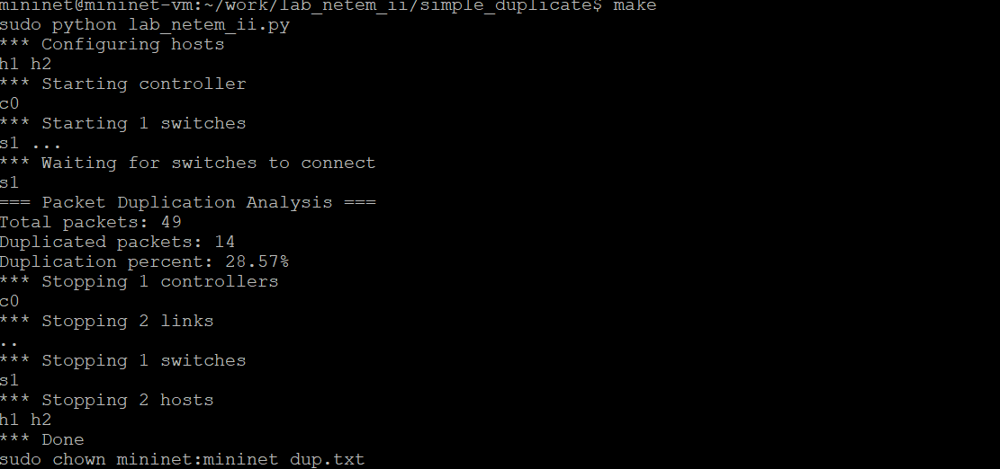 mininet@mininet-vm:~/work/lab_netem_ii/simple_duplicate$ make
sudo python lab_netem_ii.py
*** Configuring hosts
h1 h2
*** Starting controller
c0
*** Starting 1 switches
s1 ...
*** Waiting for switches to connect
s1
=== Packet Duplication Analysis ===
Total packets: 49
Duplicated packets: 14
Duplication percent: 28.57%
*** Stopping 1 controllers
c0
*** Stopping 2 links
..
*** Stopping 1 switches
s1
*** Stopping 2 hosts
h1 h2
*** Done
sudo chown mininet:mininet dup.txt